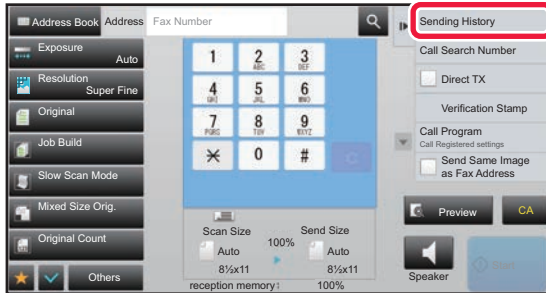 Address Book Address Fax Number
Sending History
Exposure
Auto
Resolution
Super Fine
Original
Job Build
Slow Scan Mode
Mixed Size Orig.
Original Count
Others
1
2
ABC
3
DEF
4
GHI
5
JKL
6
MNO
7
PQRS
8
TUV
9
WXYZ
0
#
C
Scan Size
100%
Send Size
Auto
Auto
8½x11
8½x11
reception memory: 100%
Call Search Number
Direct TX
Verification Stamp
Call Program
Call Registered settings
Send Same Image
as Fax Address
Preview
CA
Speaker
Start